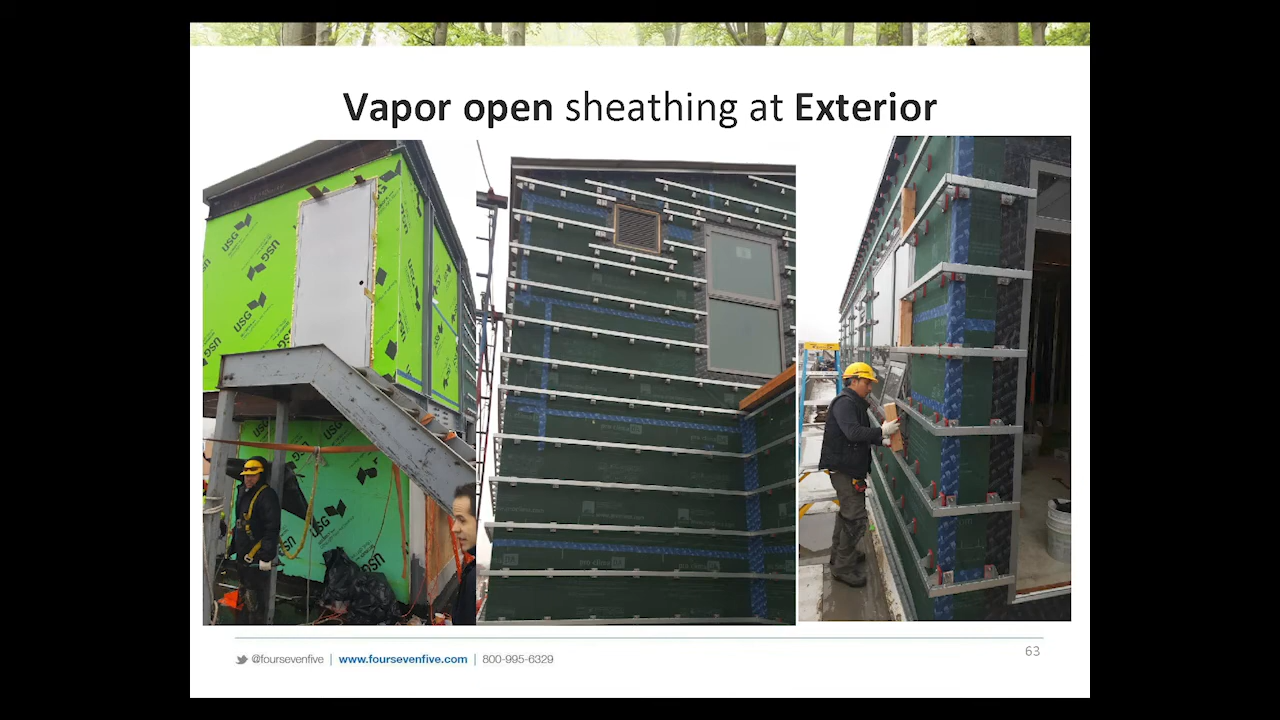 Vapor open sheathing at Exterior
USG
USG
USG
USG
USG
USG
USG
@foursevenfive | www.foursevenfive.com | 800-995-6329
63